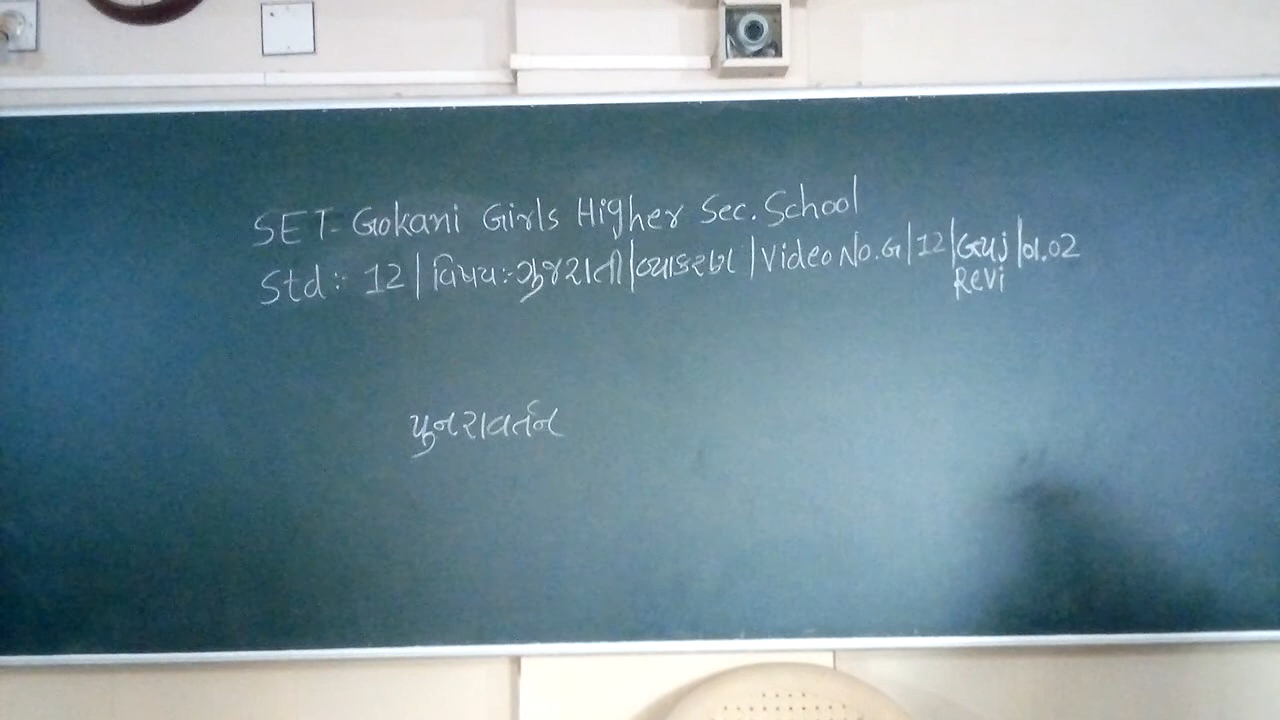 SET Gokani Girls Higher Sec. School
Std :- 12 | વિષય :- ગુજરાતી | વ્યાકરણ | Video No. G | 12 | Guj | 01.02
Revi
પુનરાવર્તન